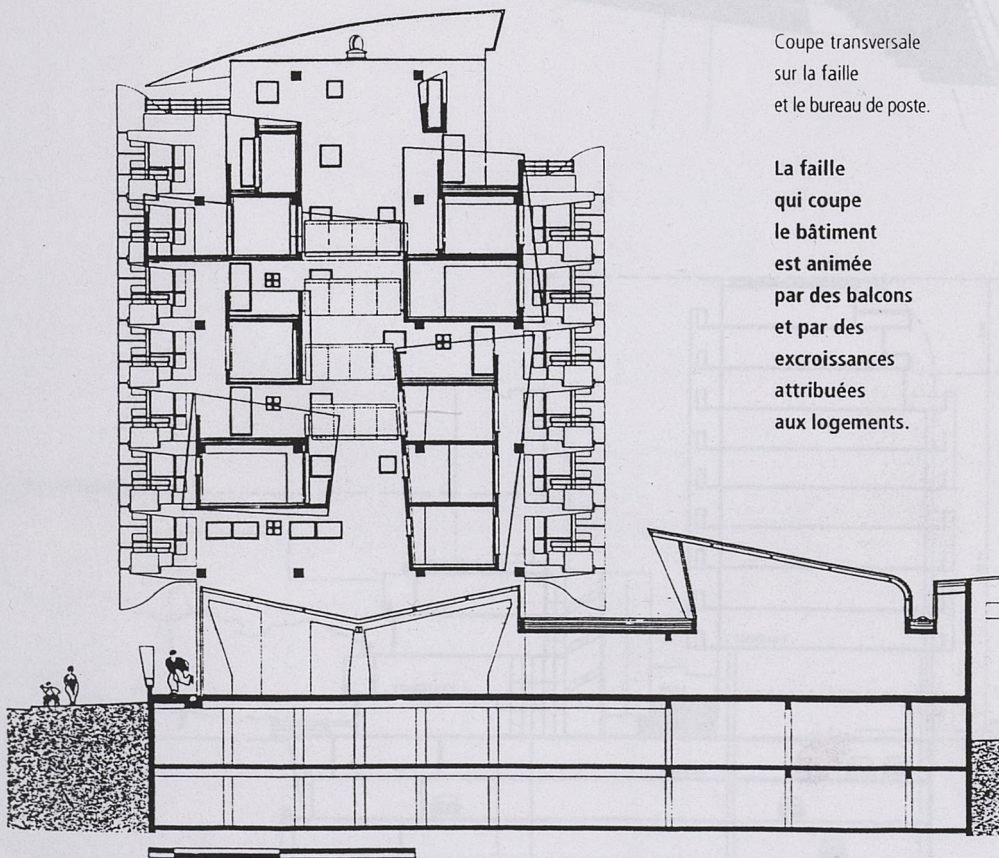 Coupe transversale
sur la faille
et le bureau de poste.
La faille
qui coupe
le bâtiment
est animée
par des balcons
et par des
excroissances
attribuées
aux logements.